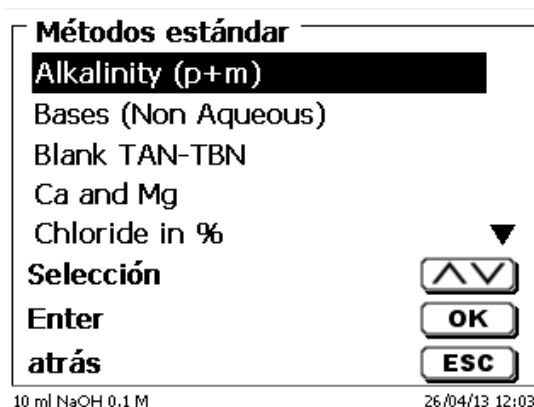 Métodos estándar
Alkalinity (p+m)
Bases (Non Aqueous)
Blank TAN-TBN
Ca and Mg
Chloride in %
Selección
Enter OK
atrás ESC
10 ml NaOH 0.1 M 26/04/13 12:03